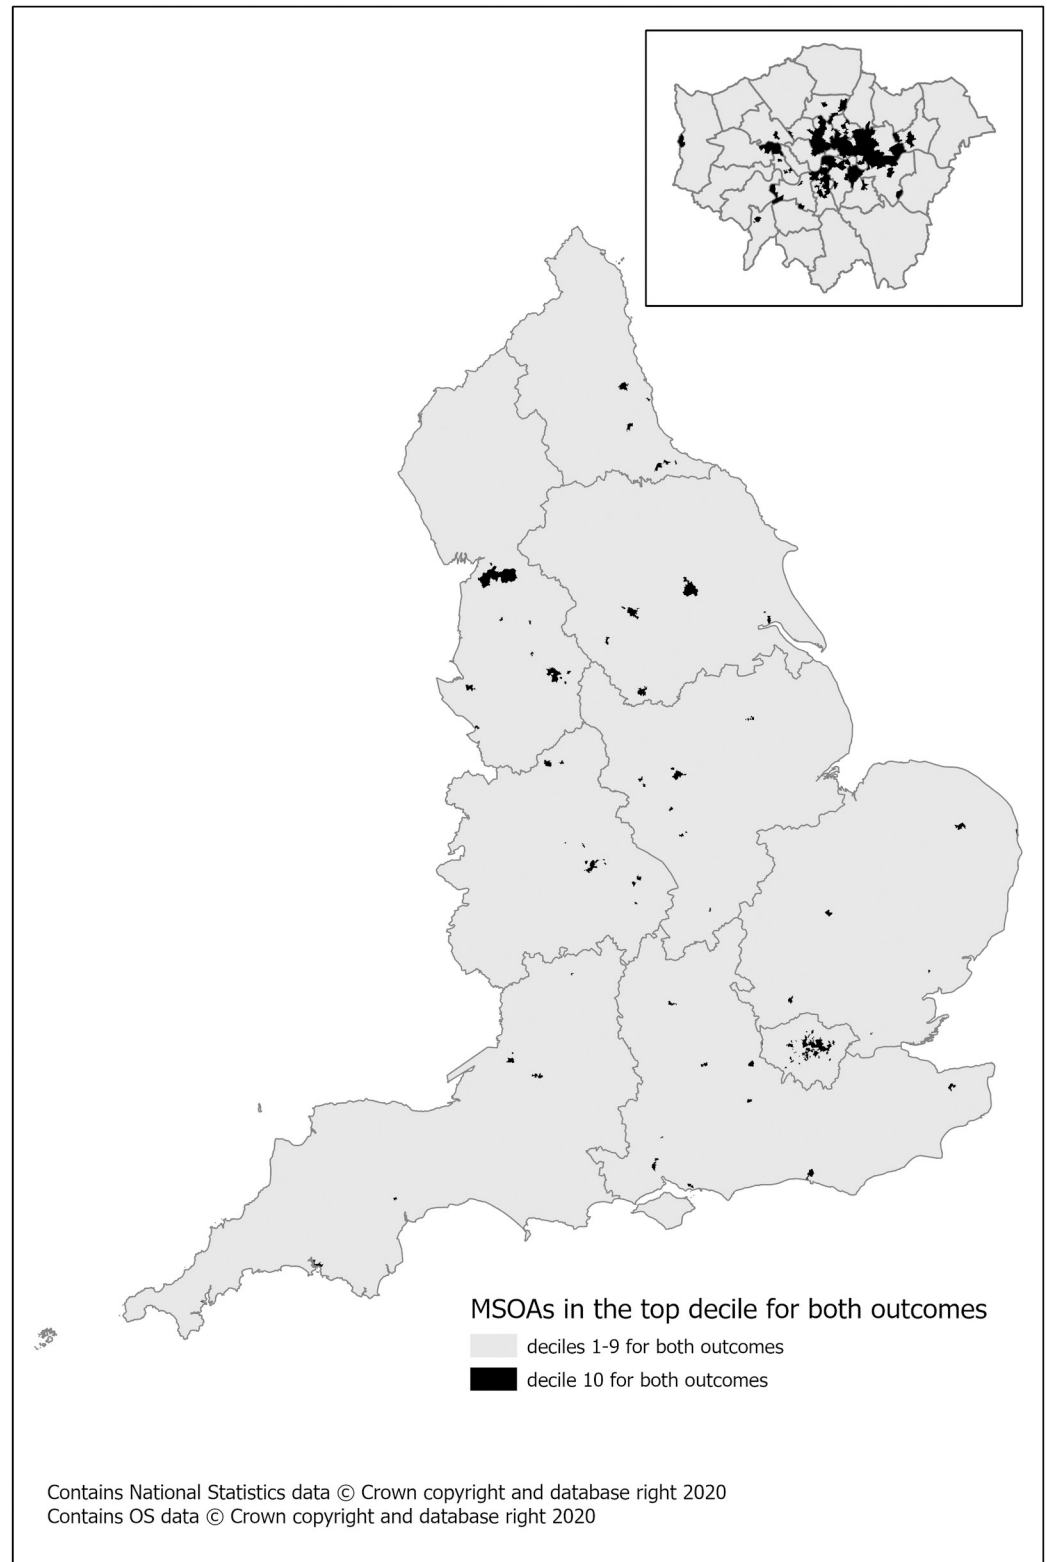 MSOAs in the top decile for both outcomes
deciles 1-9 for both outcomes
decile 10 for both outcomes
Contains National Statistics data © Crown copyright and database right 2020
Contains OS data © Crown copyright and database right 2020